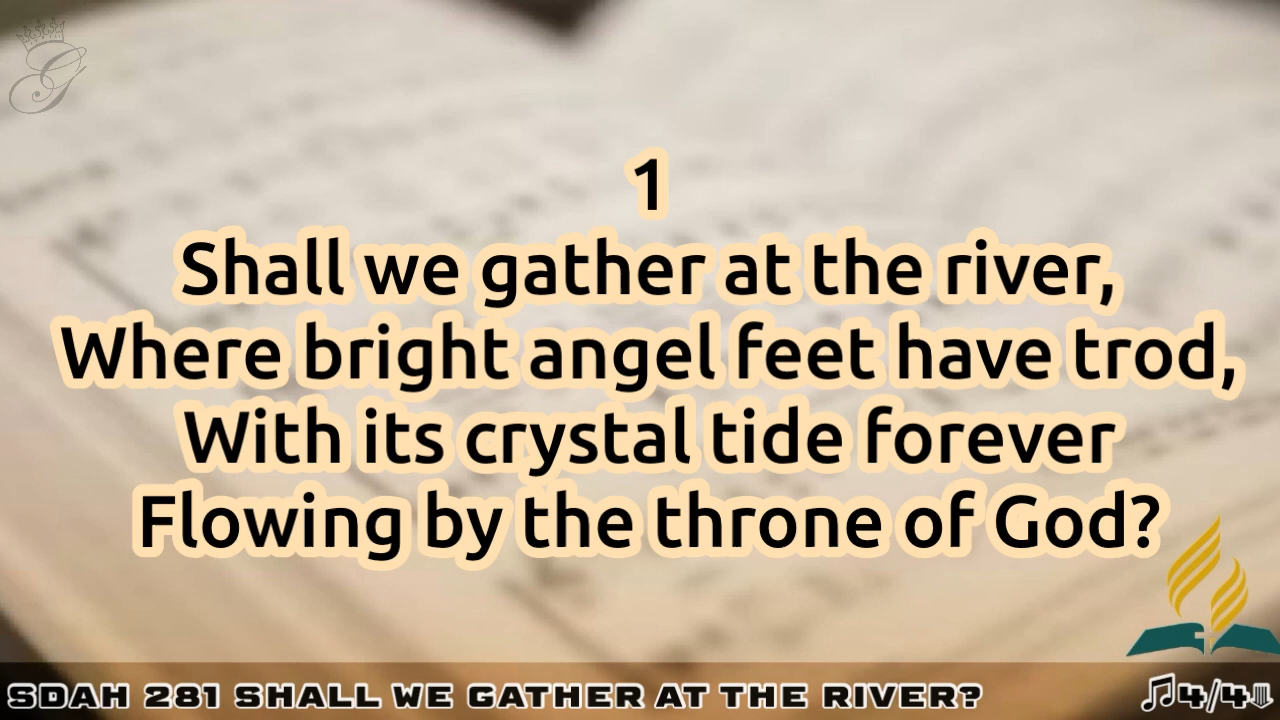 G
1
Shall we gather at the river,
Where bright angel feet have trod,
With its crystal tide forever
Flowing by the throne of God?
SDAH 281 SHALL WE GATHER AT THE RIVER?
4/4